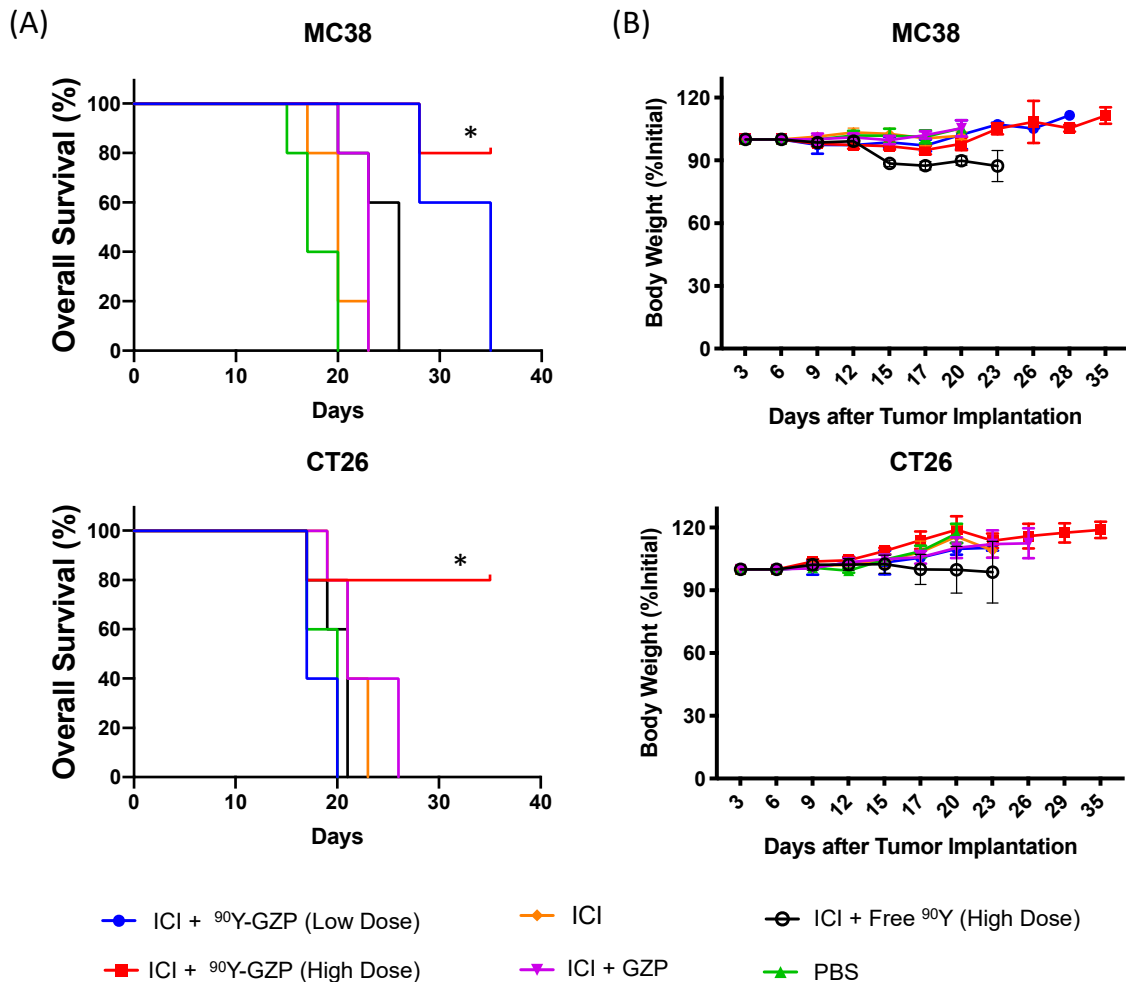 (A)
MC38
Overall Survival (%)
100
80
60
40
20
0
0 10 20 30 40
*
Days
(B)
MC38
Body Weight (%Initial)
120
90
60
30
0
3 6 9 12 15 17 20 23 26 28 35
Days after Tumor Implantation
CT26
Overall Survival (%)
100
80
60
40
20
0
0 10 20 30 40
*
Days
CT26
Body Weight (%Initial)
120
90
60
30
0
3 6 9 12 15 17 20 23 26 29 35
Days after Tumor Implantation
ICI + ⁹⁰Y-GZP (Low Dose)
ICI
ICI + Free ⁹⁰Y (High Dose)
ICI + ⁹⁰Y-GZP (High Dose)
ICI + GZP
PBS